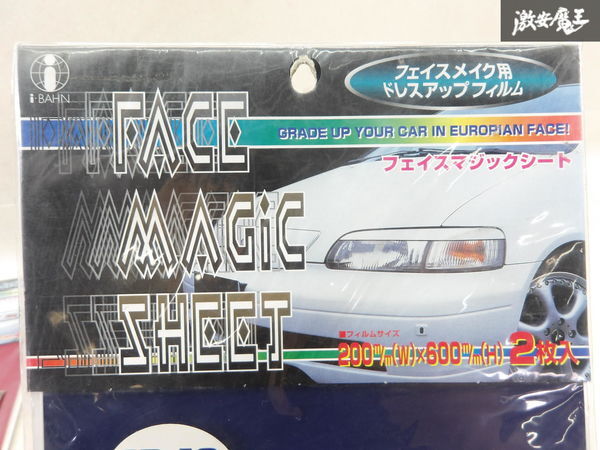 激安魔王
i
i-BAHN
フェイスメイク用
ドレスアップフィルム
FACE
GRADE UP YOUR CAR IN EUROPiAN FACE!
フェイスマジックシート
MAGiC
SHEET
■フィルムサイズ
200m/m(W)×600m/m(H) 2枚入